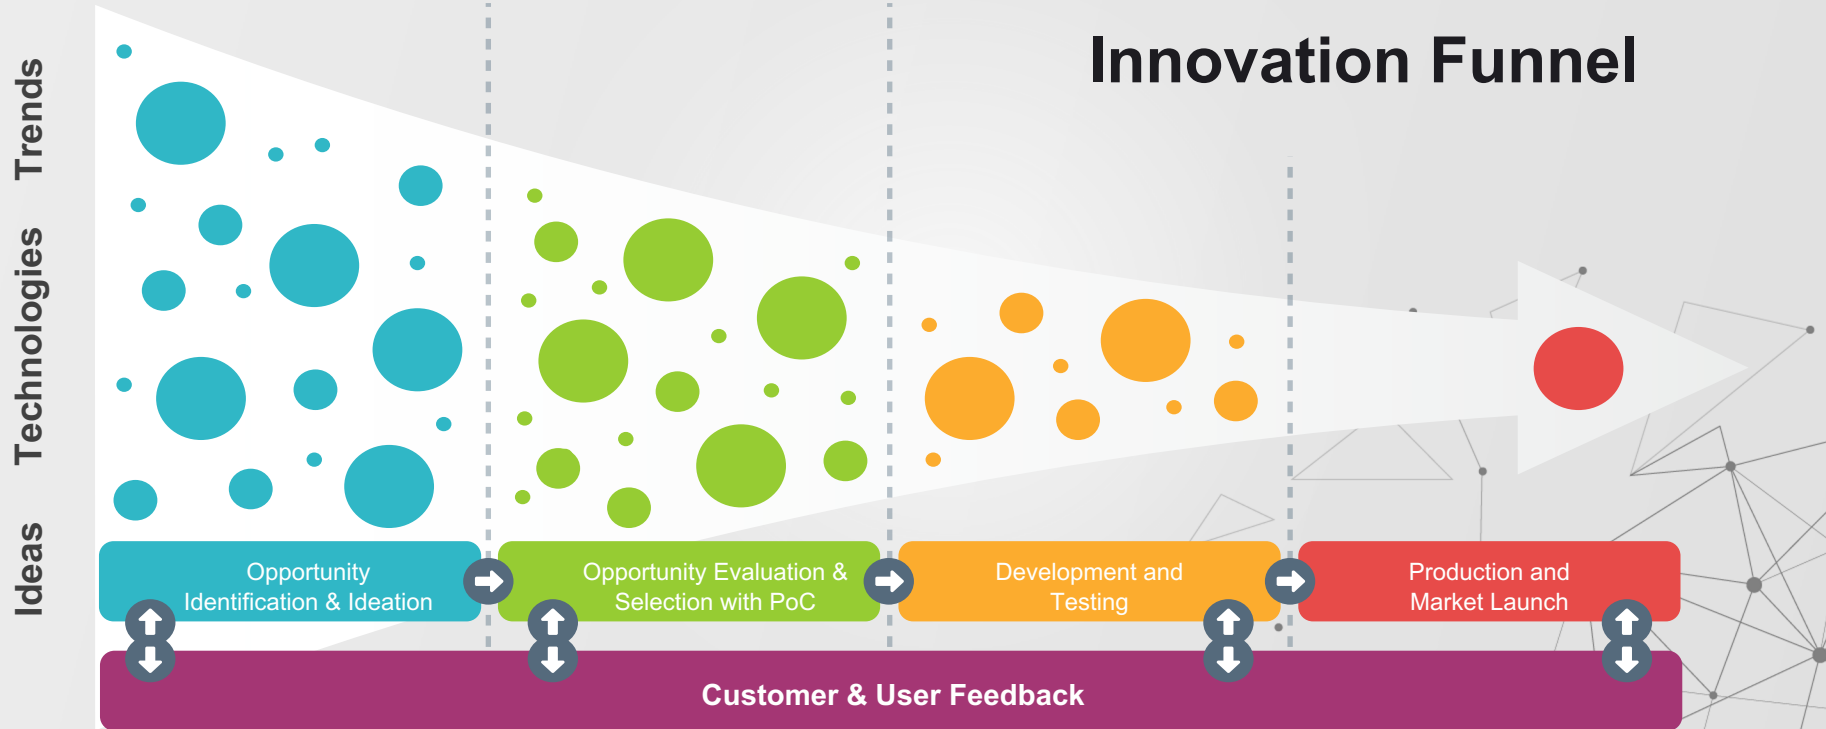 Innovation Funnel
Trends
Technologies
Ideas
Opportunity
Identification & Ideation
Opportunity Evaluation &
Selection with PoC
Development and
Testing
Production and
Market Launch
Customer & User Feedback